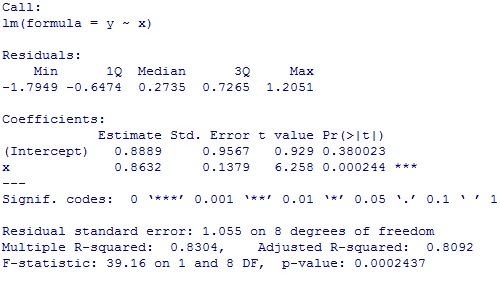 Call:
lm(formula = y ~ x)
Residuals:
    Min      1Q  Median      3Q     Max
-1.7949 -0.6474  0.2735  0.7265  1.2051
Coefficients:
            Estimate Std. Error t value Pr(>|t|)
(Intercept)   0.8889     0.9567   0.929 0.380023
x             0.8632     0.1379   6.258 0.000244 ***
---
Signif. codes:  0 ‘***’ 0.001 ‘**’ 0.01 ‘*’ 0.05 ‘.’ 0.1 ‘ ’ 1
Residual standard error: 1.055 on 8 degrees of freedom
Multiple R-squared:  0.8304,    Adjusted R-squared:  0.8092
F-statistic: 39.16 on 1 and 8 DF,  p-value: 0.0002437